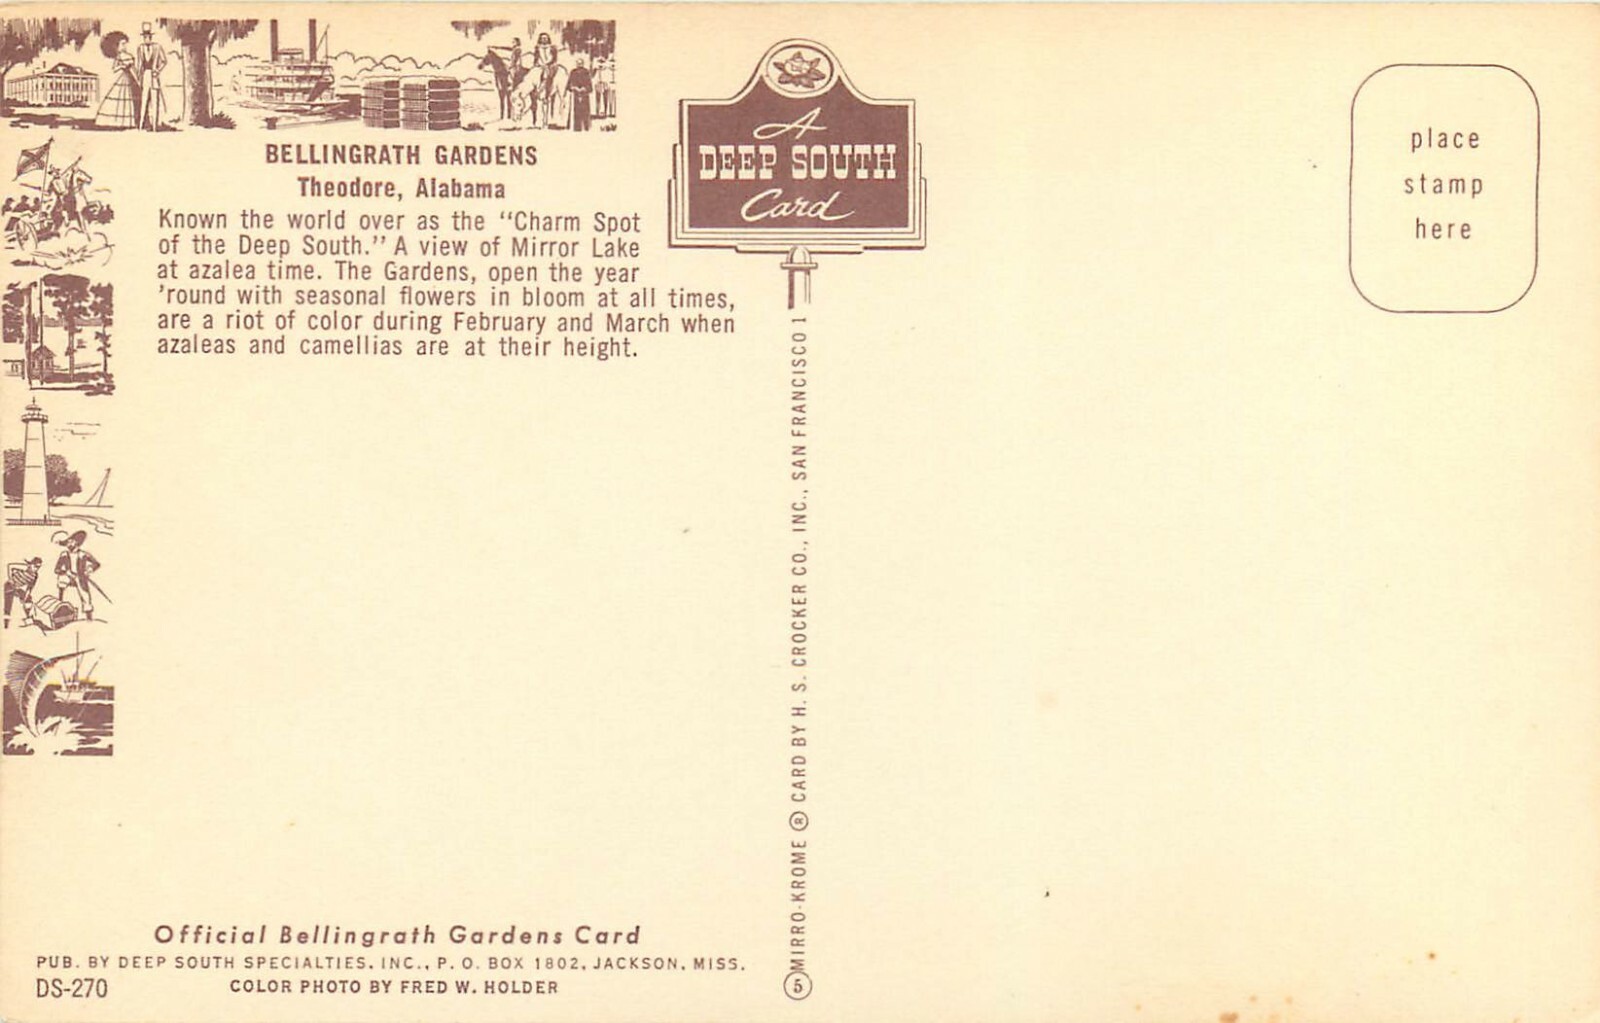 BELLINGRATH GARDENS
Theodore, Alabama
Known the world over as the “Charm Spot
of the Deep South.” A view of Mirror Lake
at azalea time. The Gardens, open the year
’round with seasonal flowers in bloom at all times,
are a riot of color during February and March when
azaleas and camellias are at their height.
A
DEEP SOUTH
Card
place
stamp
here
MIRRO-KROME ® CARD BY H. S. CROCKER CO., INC., SAN FRANCISCO 1
5
Official Bellingrath Gardens Card
PUB. BY DEEP SOUTH SPECIALTIES, INC., P. O. BOX 1802, JACKSON, MISS.
DS-270
COLOR PHOTO BY FRED W. HOLDER